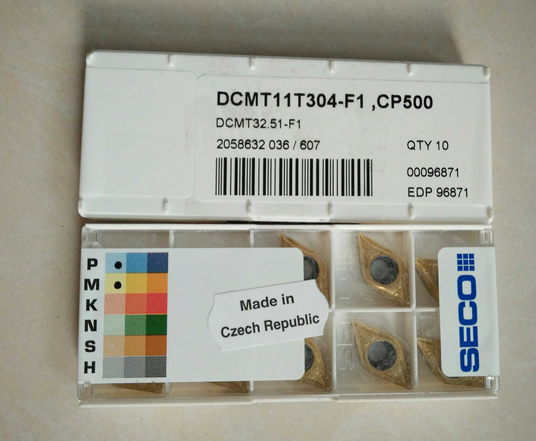 DCMT11T304-F1 ,CP500
DCMT32.51-F1
2058632 036 / 607
QTY 10
00096871
EDP 96871
P
M
K
N
S
H
Made in
Czech Republic
SECO